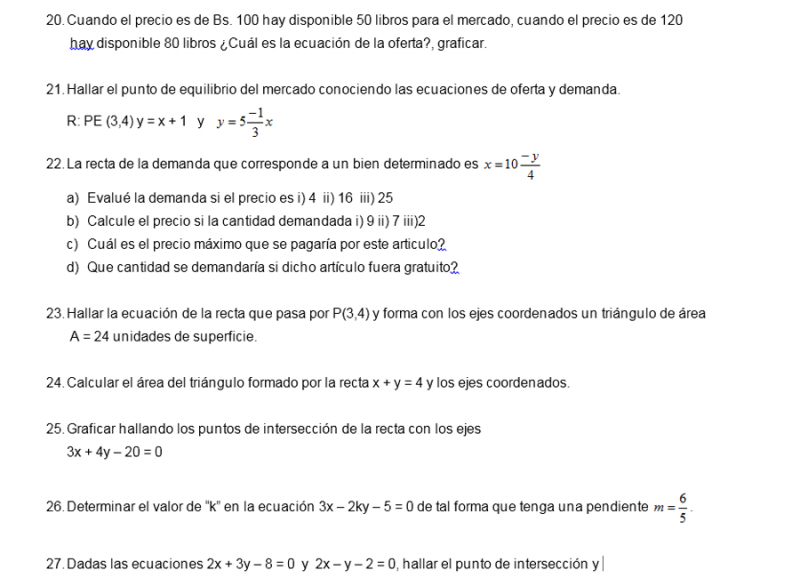 20. Cuando el precio es de Bs. 100 hay disponible 50 libros para el mercado, cuando el precio es de 120
hay disponible 80 libros ¿Cuál es la ecuación de la oferta?, graficar.
21. Hallar el punto de equilibrio del mercado conociendo las ecuaciones de oferta y demanda.
R: PE (3,4) y = x + 1 y y = 5 −1/3 x
22. La recta de la demanda que corresponde a un bien determinado es x = 10 −y/4
a) Evalué la demanda si el precio es i) 4 ii) 16 iii) 25
b) Calcule el precio si la cantidad demandada i) 9 ii) 7 iii)2
c) Cuál es el precio máximo que se pagaría por este articulo?
d) Que cantidad se demandaría si dicho artículo fuera gratuito?
23. Hallar la ecuación de la recta que pasa por P(3,4) y forma con los ejes coordenados un triángulo de área
A = 24 unidades de superficie.
24. Calcular el área del triángulo formado por la recta x + y = 4 y los ejes coordenados.
25. Graficar hallando los puntos de intersección de la recta con los ejes
3x + 4y – 20 = 0
26. Determinar el valor de "k" en la ecuación 3x – 2ky – 5 = 0 de tal forma que tenga una pendiente m = 6/5.
27. Dadas las ecuaciones 2x + 3y – 8 = 0 y 2x – y – 2 = 0, hallar el punto de intersección y